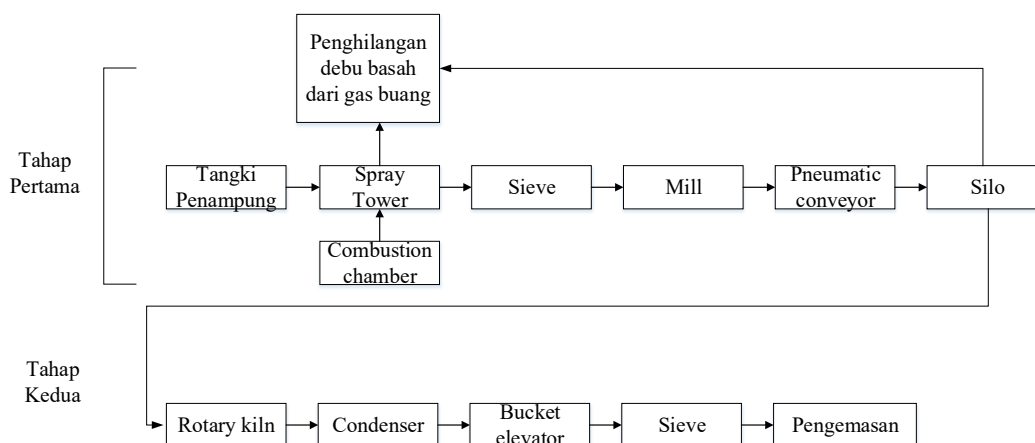 Penghilangan
debu basah
dari gas buang
Tahap
Pertama
Tangki
Penampung
Spray
Tower
Sieve
Mill
Pneumatic
conveyor
Silo
Combustion
chamber
Tahap
Kedua
Rotary kiln
Condenser
Bucket
elevator
Sieve
Pengemasan